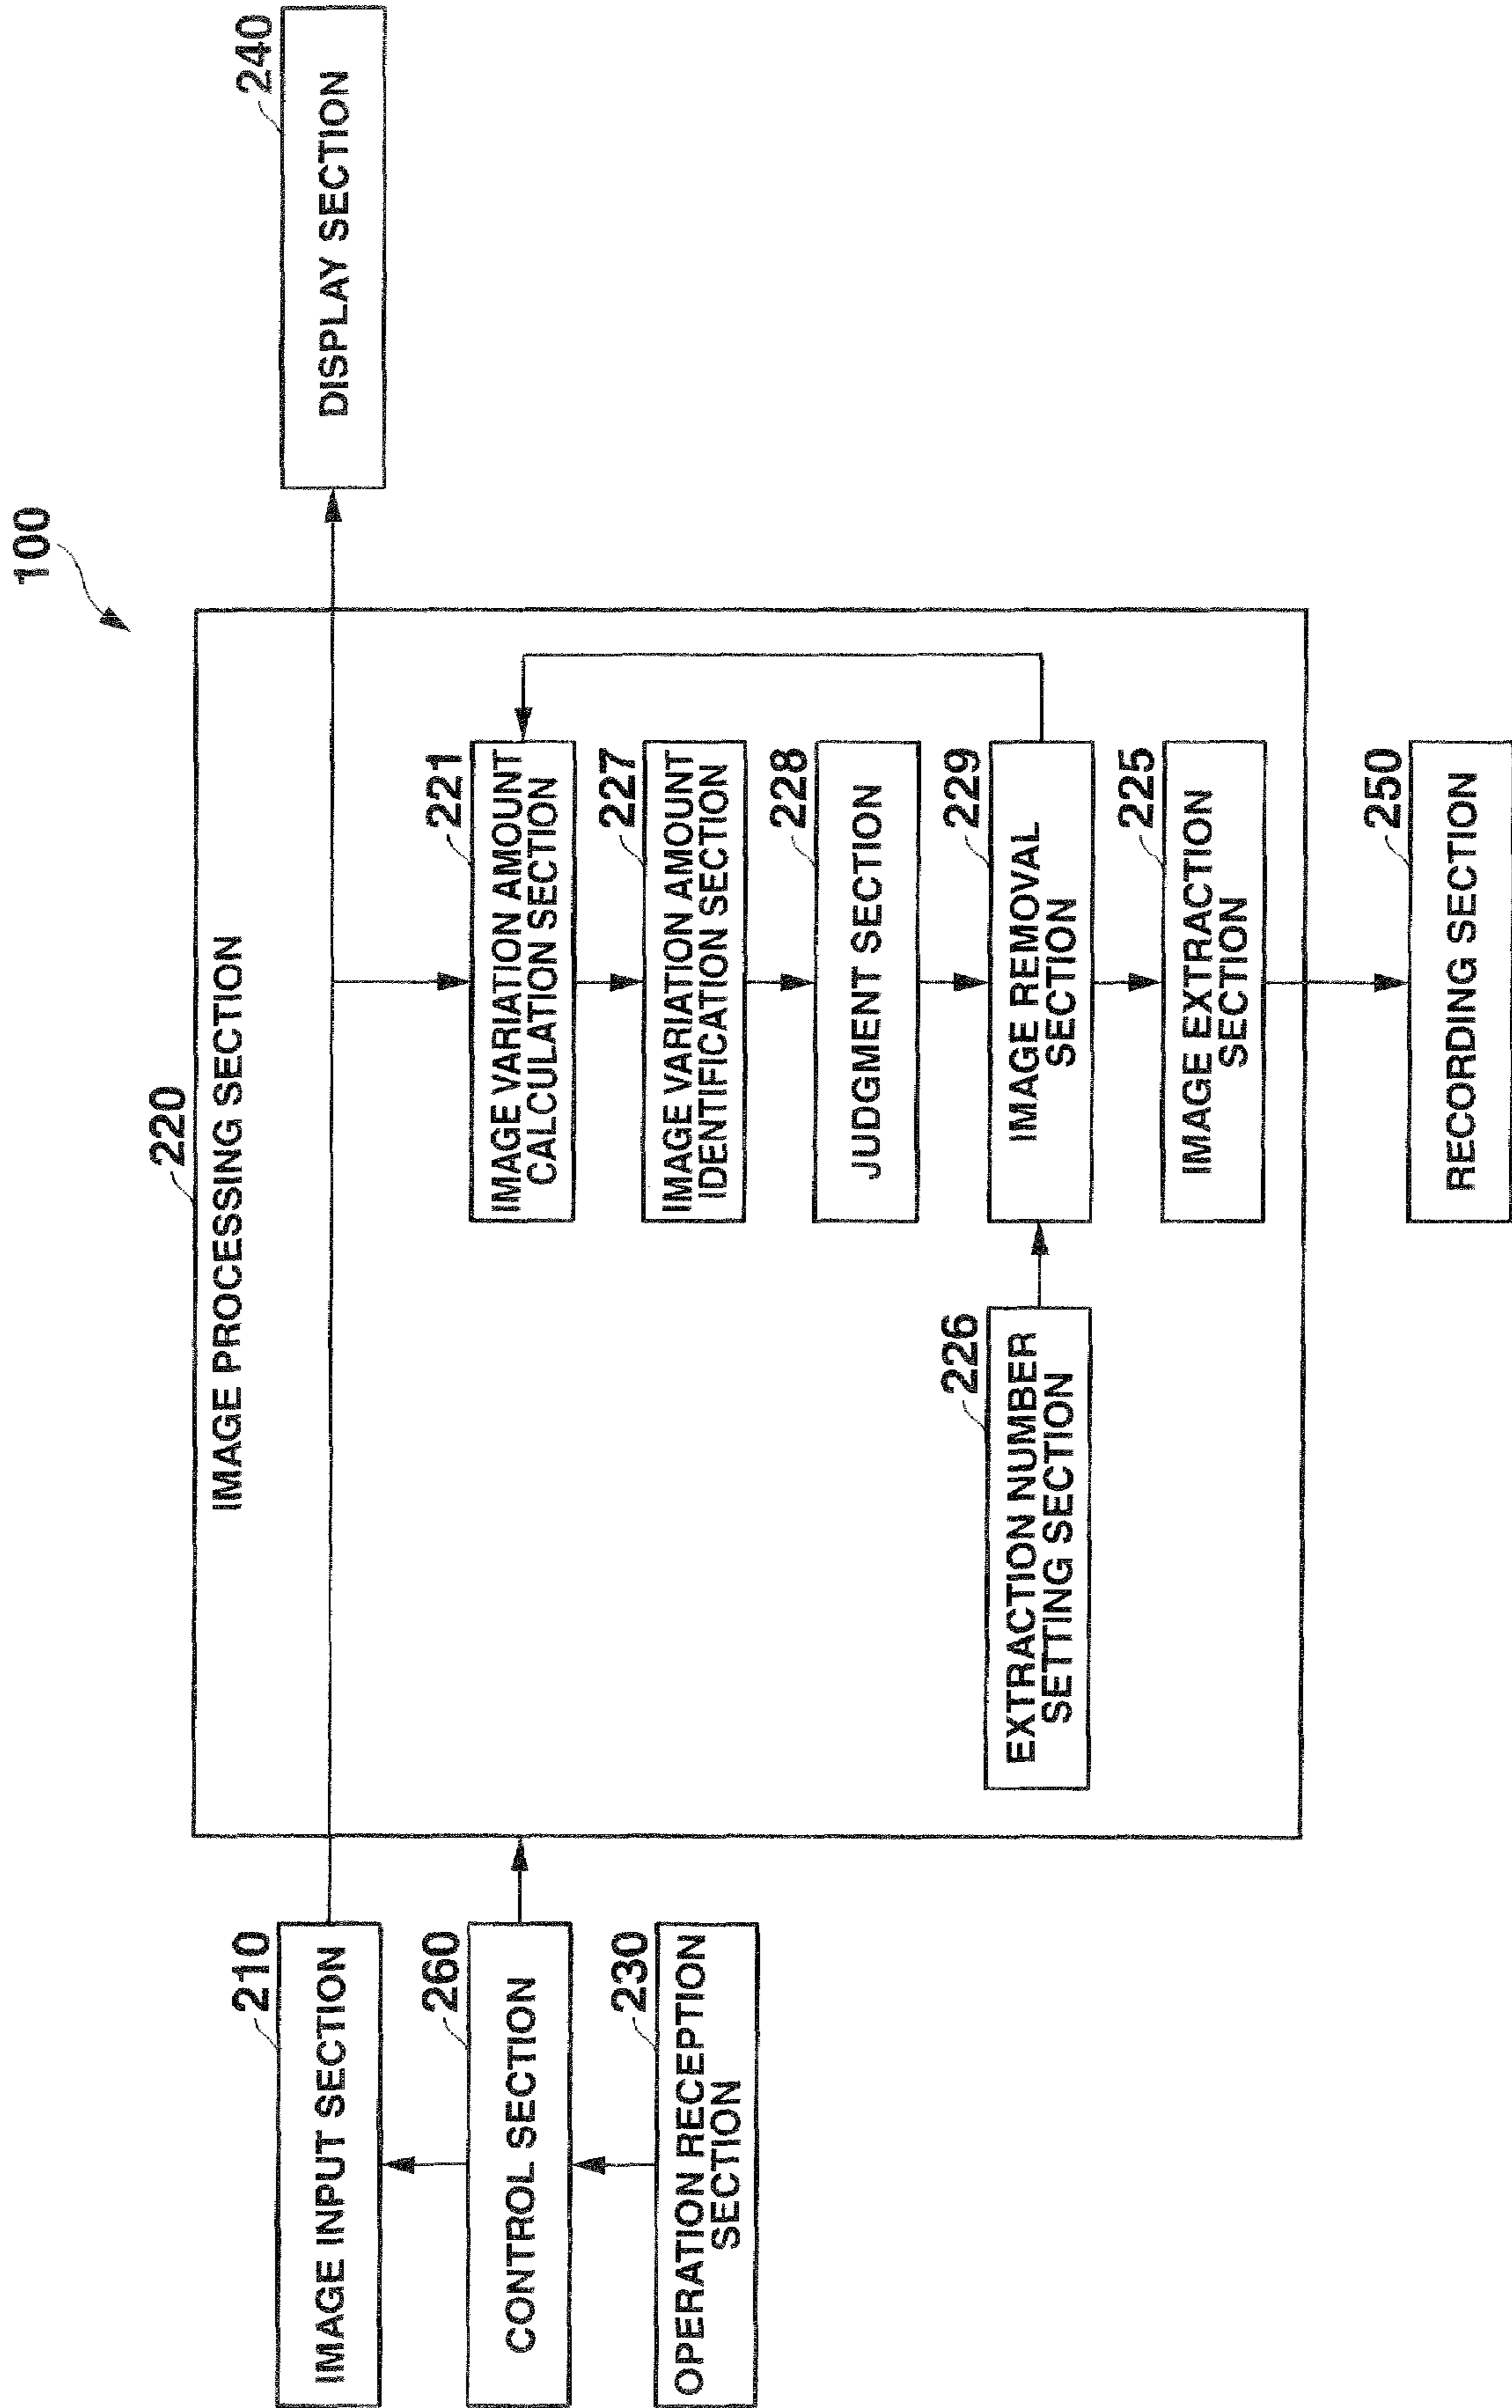 100
220
IMAGE PROCESSING SECTION
210
IMAGE INPUT SECTION
240
DISPLAY SECTION
260
CONTROL SECTION
230
OPERATION RECEPTION
SECTION
221
IMAGE VARIATION AMOUNT
CALCULATION SECTION
227
IMAGE VARIATION AMOUNT
IDENTIFICATION SECTION
228
JUDGMENT SECTION
226
EXTRACTION NUMBER
SETTING SECTION
229
IMAGE REMOVAL
SECTION
225
IMAGE EXTRACTION
SECTION
250
RECORDING SECTION